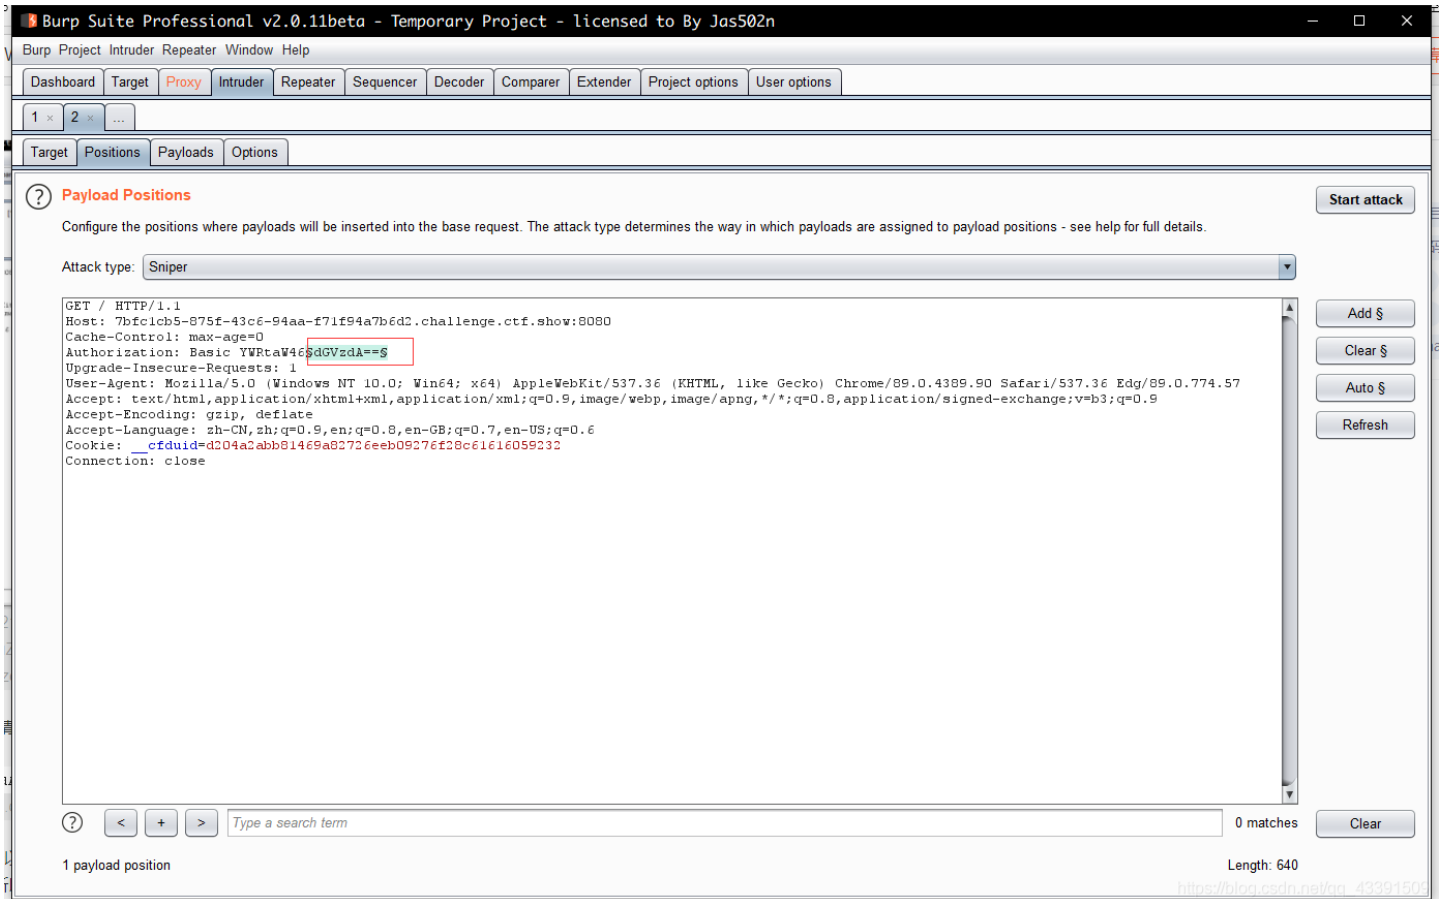 Burp Suite Professional v2.0.11beta - Temporary Project - licensed to By Jas502n
Burp Project Intruder Repeater Window Help
Dashboard Target Proxy Intruder Repeater Sequencer Decoder Comparer Extender Project options User options
1 × 2 × ...
Target Positions Payloads Options
? Payload Positions
Start attack
Configure the positions where payloads will be inserted into the base request. The attack type determines the way in which payloads are assigned to payload positions - see help for full details.
Attack type: Sniper
GET / HTTP/1.1
Host: 7bfc1cb5-875f-43c6-94aa-f71f94a7b6d2.challenge.ctf.show:8080
Cache-Control: max-age=0
Authorization: Basic YWRtaW46§dGVzdA==§
Upgrade-Insecure-Requests: 1
User-Agent: Mozilla/5.0 (Windows NT 10.0; Win64; x64) AppleWebKit/537.36 (KHTML, like Gecko) Chrome/89.0.4389.90 Safari/537.36 Edg/89.0.774.57
Accept: text/html,application/xhtml+xml,application/xml;q=0.9,image/webp,image/apng,*/*;q=0.8,application/signed-exchange;v=b3;q=0.9
Accept-Encoding: gzip, deflate
Accept-Language: zh-CN,zh;q=0.9,en;q=0.8,en-GB;q=0.7,en-US;q=0.6
Cookie: __cfduid=d204a2abb81469a82726eeb09276f28c61616059232
Connection: close
Add §
Clear §
Auto §
Refresh
? < + > Type a search term 0 matches Clear
1 payload position Length: 640
https://blog.csdn.net/qq_43391509